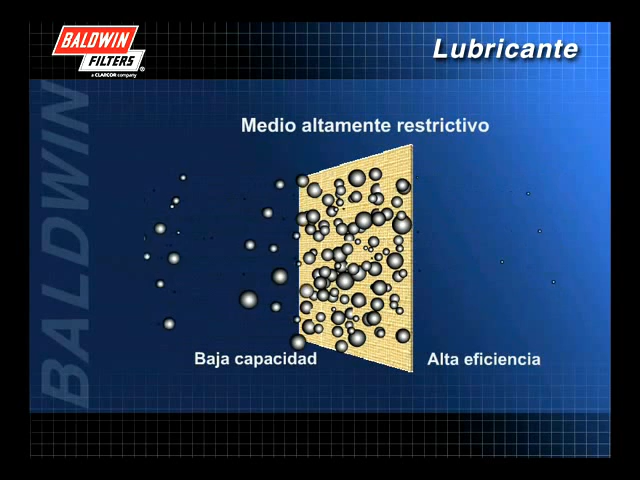 BALDWIN
FILTERS®
a CLARCOR company
Lubricante
Medio altamente restrictivo
BALDWIN
Baja capacidad
Alta eficiencia